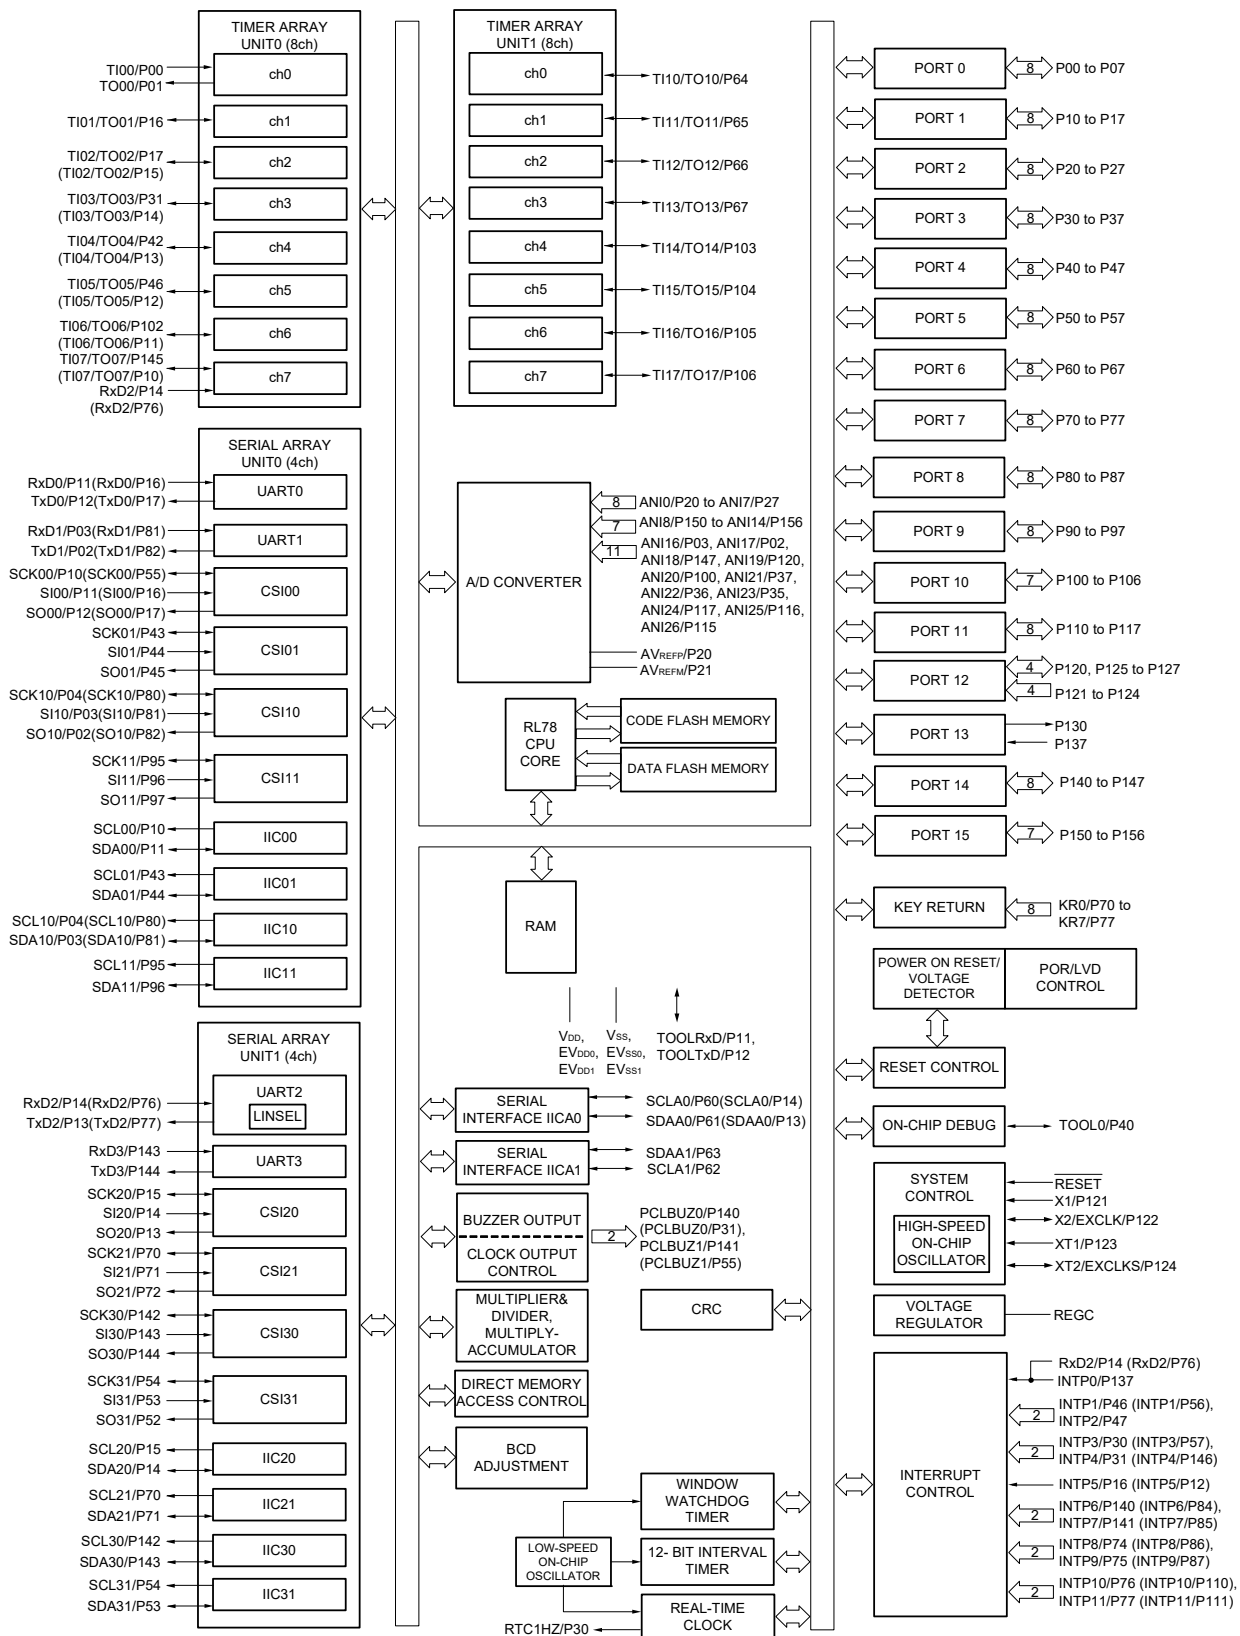 TIMER ARRAY
UNIT0 (8ch)
ch0
TI00/P00
TO00/P01
ch1
TI01/TO01/P16
ch2
TI02/TO02/P17
(TI02/TO02/P15)
ch3
TI03/TO03/P31
(TI03/TO03/P14)
ch4
TI04/TO04/P42
(TI04/TO04/P13)
ch5
TI05/TO05/P46
(TI05/TO05/P12)
ch6
TI06/TO06/P102
(TI06/TO06/P11)
ch7
TI07/TO07/P145
(TI07/TO07/P10)
RxD2/P14
(RxD2/P76)
SERIAL ARRAY
UNIT0 (4ch)
UART0
RxD0/P11(RxD0/P16)
TxD0/P12(TxD0/P17)
UART1
RxD1/P03(RxD1/P81)
TxD1/P02(TxD1/P82)
CSI00
SCK00/P10(SCK00/P55)
SI00/P11(SI00/P16)
SO00/P12(SO00/P17)
CSI01
SCK01/P43
SI01/P44
SO01/P45
CSI10
SCK10/P04(SCK10/P80)
SI10/P03(SI10/P81)
SO10/P02(SO10/P82)
CSI11
SCK11/P95
SI11/P96
SO11/P97
IIC00
SCL00/P10
SDA00/P11
IIC01
SCL01/P43
SDA01/P44
IIC10
SCL10/P04(SCL10/P80)
SDA10/P03(SDA10/P81)
IIC11
SCL11/P95
SDA11/P96
SERIAL ARRAY
UNIT1 (4ch)
UART2
LINSEL
RxD2/P14(RxD2/P76)
TxD2/P13(TxD2/P77)
UART3
RxD3/P143
TxD3/P144
CSI20
SCK20/P15
SI20/P14
SO20/P13
CSI21
SCK21/P70
SI21/P71
SO21/P72
CSI30
SCK30/P142
SI30/P143
SO30/P144
CSI31
SCK31/P54
SI31/P53
SO31/P52
IIC20
SCL20/P15
SDA20/P14
IIC21
SCL21/P70
SDA21/P71
IIC30
SCL30/P142
SDA30/P143
IIC31
SCL31/P54
SDA31/P53
TIMER ARRAY
UNIT1 (8ch)
ch0
TI10/TO10/P64
ch1
TI11/TO11/P65
ch2
TI12/TO12/P66
ch3
TI13/TO13/P67
ch4
TI14/TO14/P103
ch5
TI15/TO15/P104
ch6
TI16/TO16/P105
ch7
TI17/TO17/P106
A/D CONVERTER
8 ANI0/P20 to ANI7/P27
7 ANI8/P150 to ANI14/P156
11 ANI16/P03, ANI17/P02,
ANI18/P147, ANI19/P120,
ANI20/P100, ANI21/P37,
ANI22/P36, ANI23/P35,
ANI24/P117, ANI25/P116,
ANI26/P115
AVREFP/P20
AVREFM/P21
RL78
CPU
CORE
CODE FLASH MEMORY
DATA FLASH MEMORY
RAM
VDD,
EVDD0,
EVDD1
VSS,
EVSS0,
EVSS1
TOOLRxD/P11,
TOOLTxD/P12
SERIAL
INTERFACE IICA0
SCLA0/P60(SCLA0/P14)
SDAA0/P61(SDAA0/P13)
SERIAL
INTERFACE IICA1
SDAA1/P63
SCLA1/P62
BUZZER OUTPUT
CLOCK OUTPUT
CONTROL
2
PCLBUZ0/P140
(PCLBUZ0/P31),
PCLBUZ1/P141
(PCLBUZ1/P55)
MULTIPLIER&
DIVIDER,
MULTIPLY-
ACCUMULATOR
CRC
DIRECT MEMORY
ACCESS CONTROL
BCD
ADJUSTMENT
WINDOW
WATCHDOG
TIMER
LOW-SPEED
ON-CHIP
OSCILLATOR
12- BIT INTERVAL
TIMER
REAL-TIME
CLOCK
RTC1HZ/P30
PORT 0 8 P00 to P07
PORT 1 8 P10 to P17
PORT 2 8 P20 to P27
PORT 3 8 P30 to P37
PORT 4 8 P40 to P47
PORT 5 8 P50 to P57
PORT 6 8 P60 to P67
PORT 7 8 P70 to P77
PORT 8 8 P80 to P87
PORT 9 8 P90 to P97
PORT 10 7 P100 to P106
PORT 11 8 P110 to P117
PORT 12
4 P120, P125 to P127
4 P121 to P124
PORT 13
P130
P137
PORT 14 8 P140 to P147
PORT 15 7 P150 to P156
KEY RETURN
8
KR0/P70 to
KR7/P77
POWER ON RESET/
VOLTAGE
DETECTOR
POR/LVD
CONTROL
RESET CONTROL
ON-CHIP DEBUG
TOOL0/P40
SYSTEM
CONTROL
HIGH-SPEED
ON-CHIP
OSCILLATOR
RESET
X1/P121
X2/EXCLK/P122
XT1/P123
XT2/EXCLKS/P124
VOLTAGE
REGULATOR
REGC
INTERRUPT
CONTROL
RxD2/P14 (RxD2/P76)
INTP0/P137
2
INTP1/P46 (INTP1/P56),
INTP2/P47
2
INTP3/P30 (INTP3/P57),
INTP4/P31 (INTP4/P146)
INTP5/P16 (INTP5/P12)
2
INTP6/P140 (INTP6/P84),
INTP7/P141 (INTP7/P85)
2
INTP8/P74 (INTP8/P86),
INTP9/P75 (INTP9/P87)
2
INTP10/P76 (INTP10/P110),
INTP11/P77 (INTP11/P111)